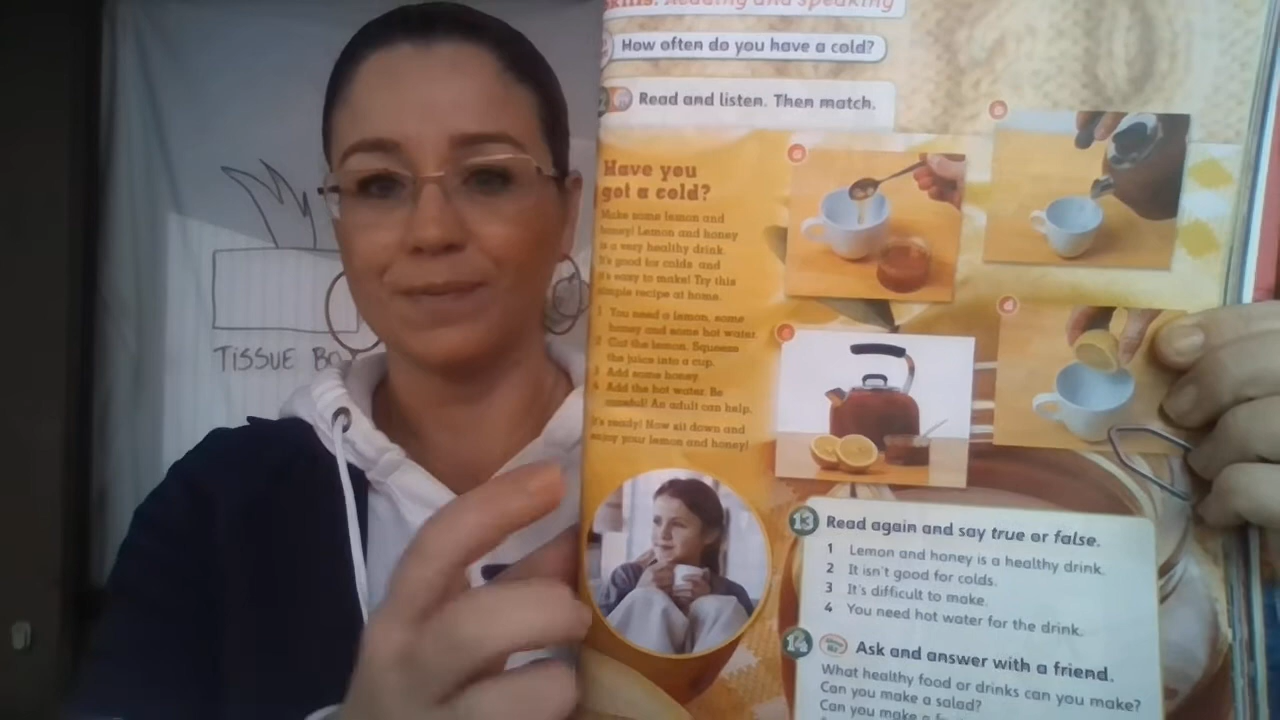 Skills: Reading and speaking
How often do you have a cold?
Read and listen. Then match.
Have you
got a cold?
Make some lemon and
honey! Lemon and honey
is a very healthy drink.
It's good for colds and
it's easy to make! Try this
simple recipe at home.
1 You need a lemon, some
honey and some hot water.
2 Cut the lemon. Squeeze
the juice into a cup.
3 Add some honey.
4 Add the hot water. Be
careful! An adult can help.
It's ready! Now sit down and
enjoy your lemon and honey!
TISSUE BO
13 Read again and say true or false.
1 Lemon and honey is a healthy drink.
2 It isn't good for colds.
3 It's difficult to make.
4 You need hot water for the drink.
14 Ask and answer with a friend.
What healthy food or drinks can you make?
Can you make a salad?
Can you make a